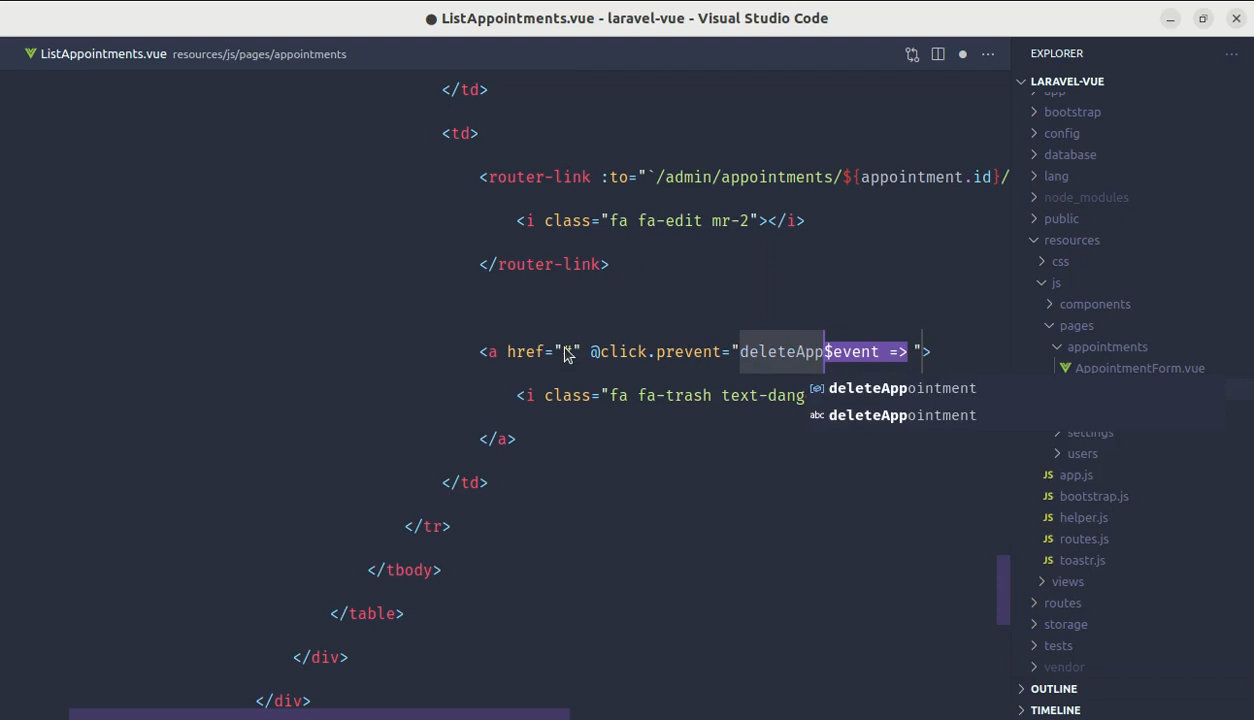 ListAppointments.vue - laravel-vue - Visual Studio Code
ListAppointments.vue resources/js/pages/appointments
EXPLORER
LARAVEL-VUE
app
bootstrap
config
database
lang
node_modules
public
resources
css
js
components
pages
appointments
AppointmentForm.vue
settings
users
app.js
bootstrap.js
helper.js
routes.js
toastr.js
views
routes
storage
tests
vendor
OUTLINE
TIMELINE
</td>
<td>
<router-link :to="`/admin/appointments/${appointment.id}/
<i class="fa fa-edit mr-2"></i>
</router-link>
<a href="#" @click.prevent="deleteApp$event => ">
<i class="fa fa-trash text-dang
deleteAppointment
deleteAppointment
</a>
</td>
</tr>
</tbody>
</table>
</div>
</div>